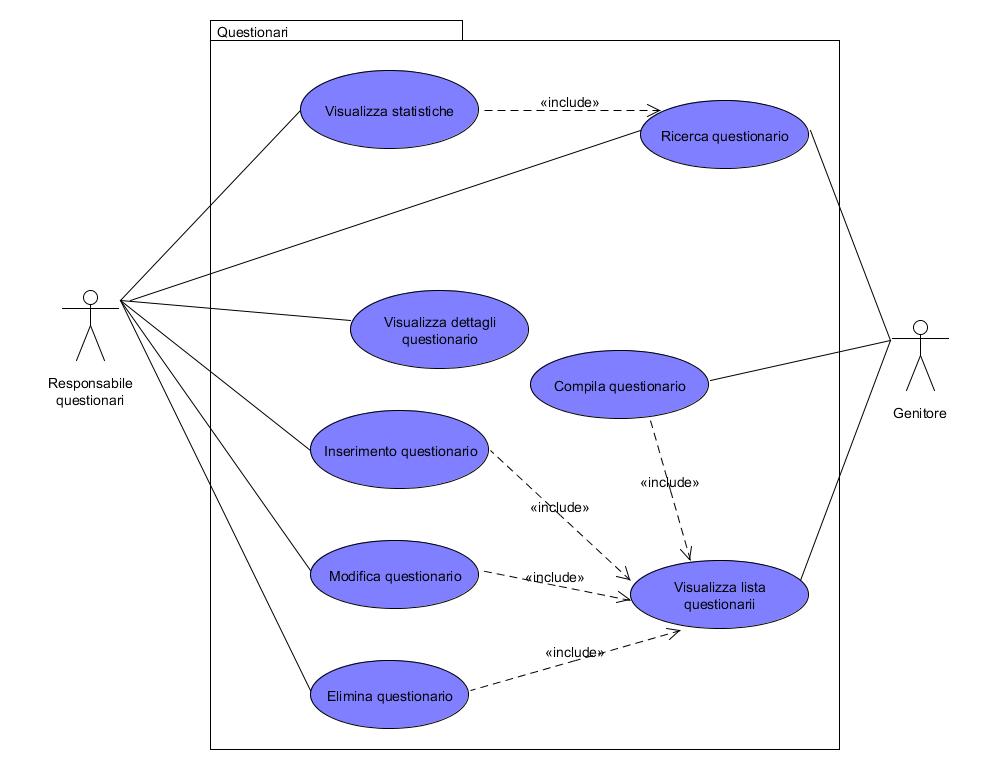 Questionari
Visualizza statistiche
«include»
Ricerca questionario
Visualizza dettagli
questionario
Compila questionario
Responsabile
questionari
Genitore
Inserimento questionario
«include»
«include»
Modifica questionario
«include»
Visualizza lista
questionarii
Elimina questionario
«include»